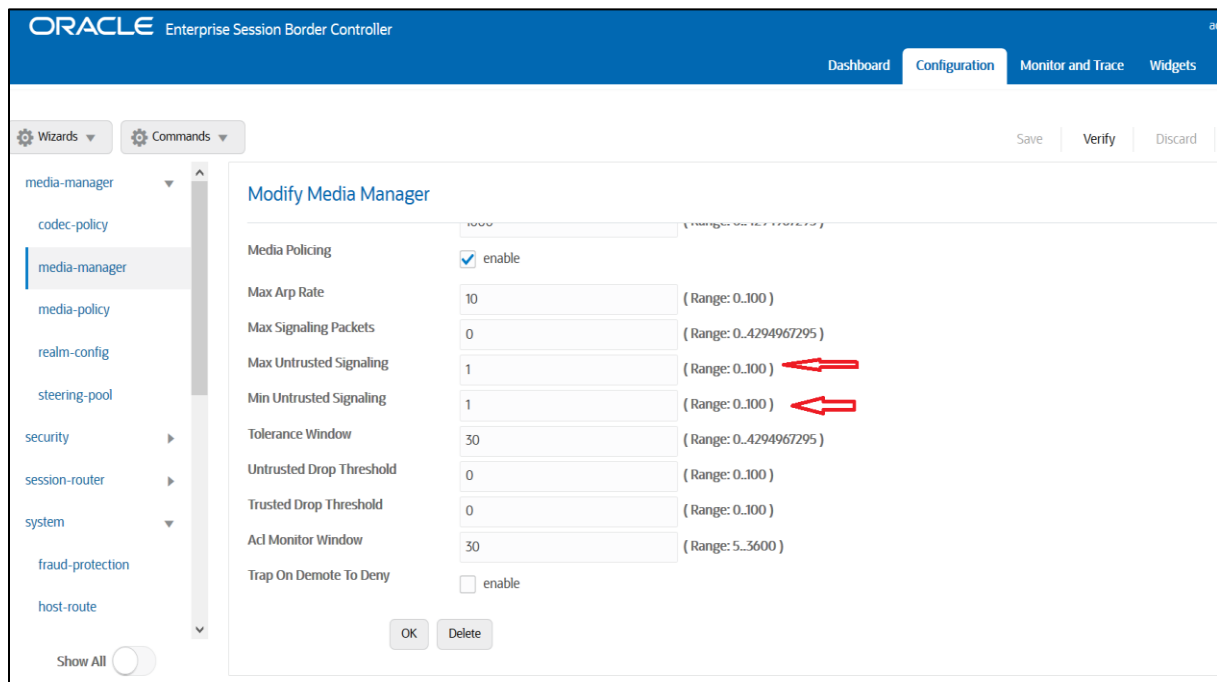 ORACLE Enterprise Session Border Controller
Dashboard Configuration Monitor and Trace Widgets
Wizards Commands Save Verify Discard
media-manager
codec-policy
media-manager
media-policy
realm-config
steering-pool
security
session-router
system
fraud-protection
host-route
Show All
Modify Media Manager
Media Policing enable
Max Arp Rate 10 ( Range: 0..100 )
Max Signaling Packets 0 ( Range: 0..4294967295 )
Max Untrusted Signaling 1 ( Range: 0..100 )
Min Untrusted Signaling 1 ( Range: 0..100 )
Tolerance Window 30 ( Range: 0..4294967295 )
Untrusted Drop Threshold 0 ( Range: 0..100 )
Trusted Drop Threshold 0 ( Range: 0..100 )
Acl Monitor Window 30 ( Range: 5..3600 )
Trap On Demote To Deny enable
OK Delete